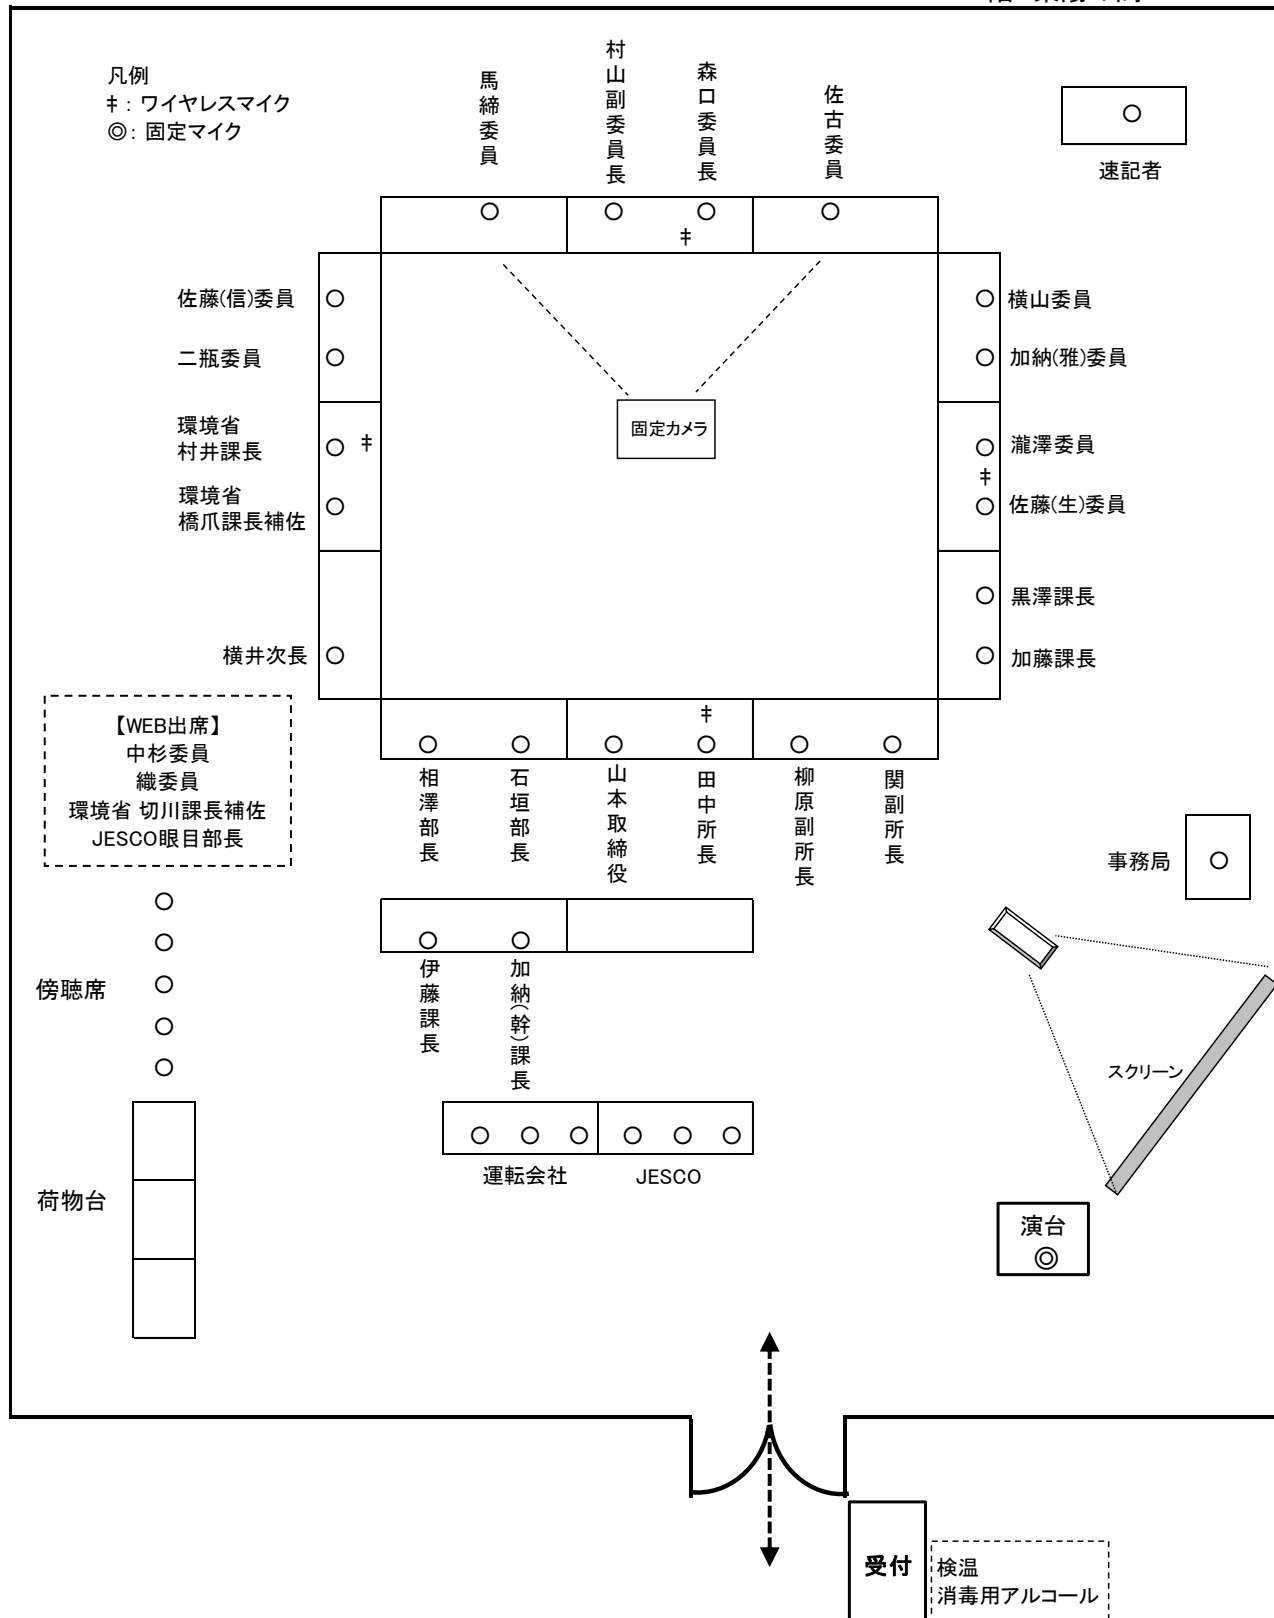 凡例
‡：ワイヤレスマイク
◎：固定マイク
馬締委員
村山副委員長
森口委員長
佐古委員
速記者
‡
佐藤(信)委員
二瓶委員
環境省
村井課長
‡
環境省
橋爪課長補佐
横井次長
固定カメラ
横山委員
加納(雅)委員
瀧澤委員
‡
佐藤(生)委員
黒澤課長
加藤課長
‡
相澤部長
石垣部長
山本取締役
田中所長
柳原副所長
関副所長
【WEB出席】
中杉委員
織委員
環境省 切川課長補佐
JESCO眼目部長
事務局
傍聴席
伊藤課長
加納(幹)課長
スクリーン
運転会社
JESCO
荷物台
演台
◎
受付
検温
消毒用アルコール